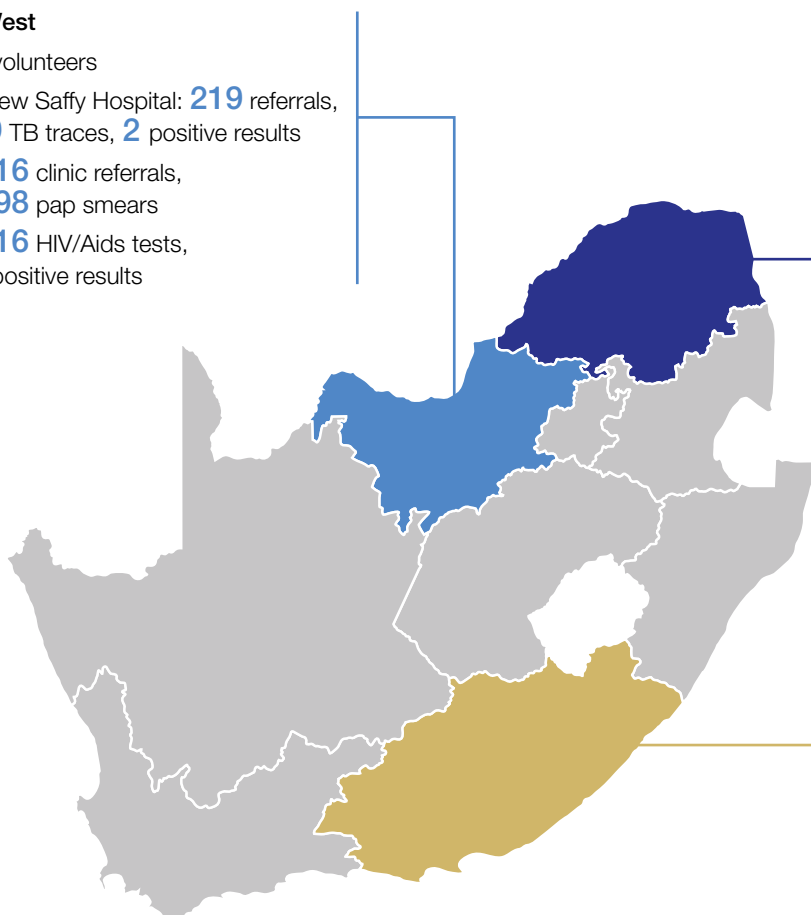 est
volunteers
ew Saffy Hospital: 219 referrals,
TB traces, 2 positive results
16 clinic referrals,
98 pap smears
16 HIV/Aids tests,
positive results